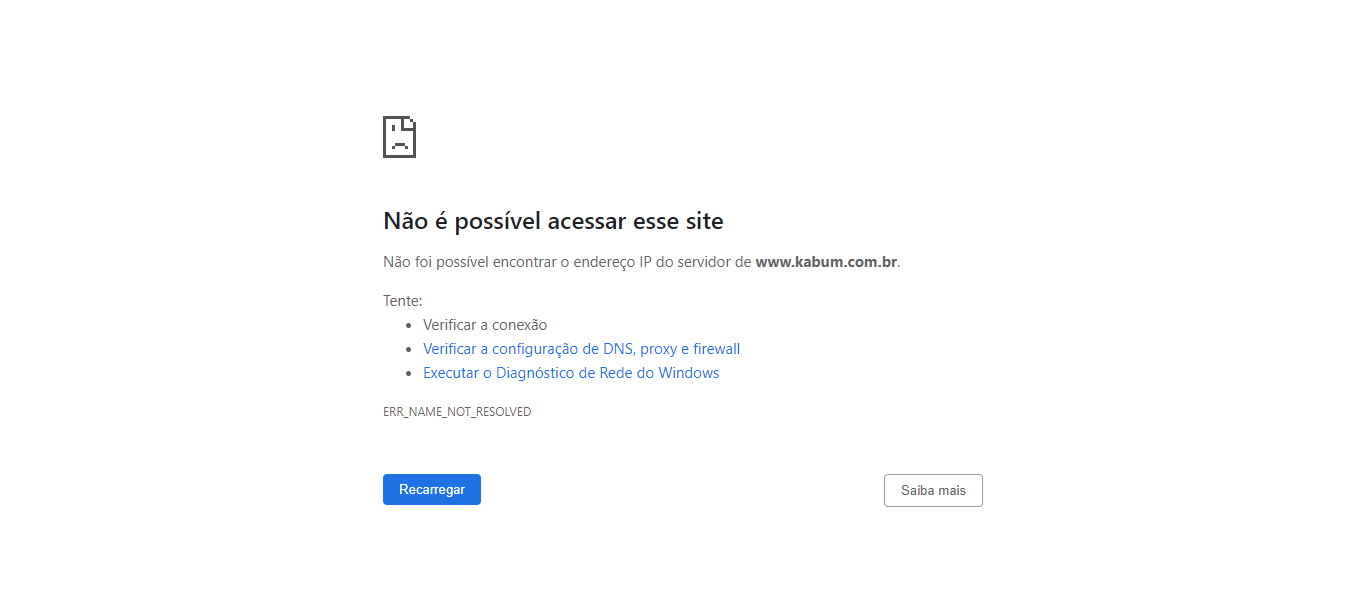 Não é possível acessar esse site
Não foi possível encontrar o endereço IP do servidor de www.kabum.com.br.
Tente:
• Verificar a conexão
• Verificar a configuração de DNS, proxy e firewall
• Executar o Diagnóstico de Rede do Windows
ERR_NAME_NOT_RESOLVED
Recarregar
Saiba mais